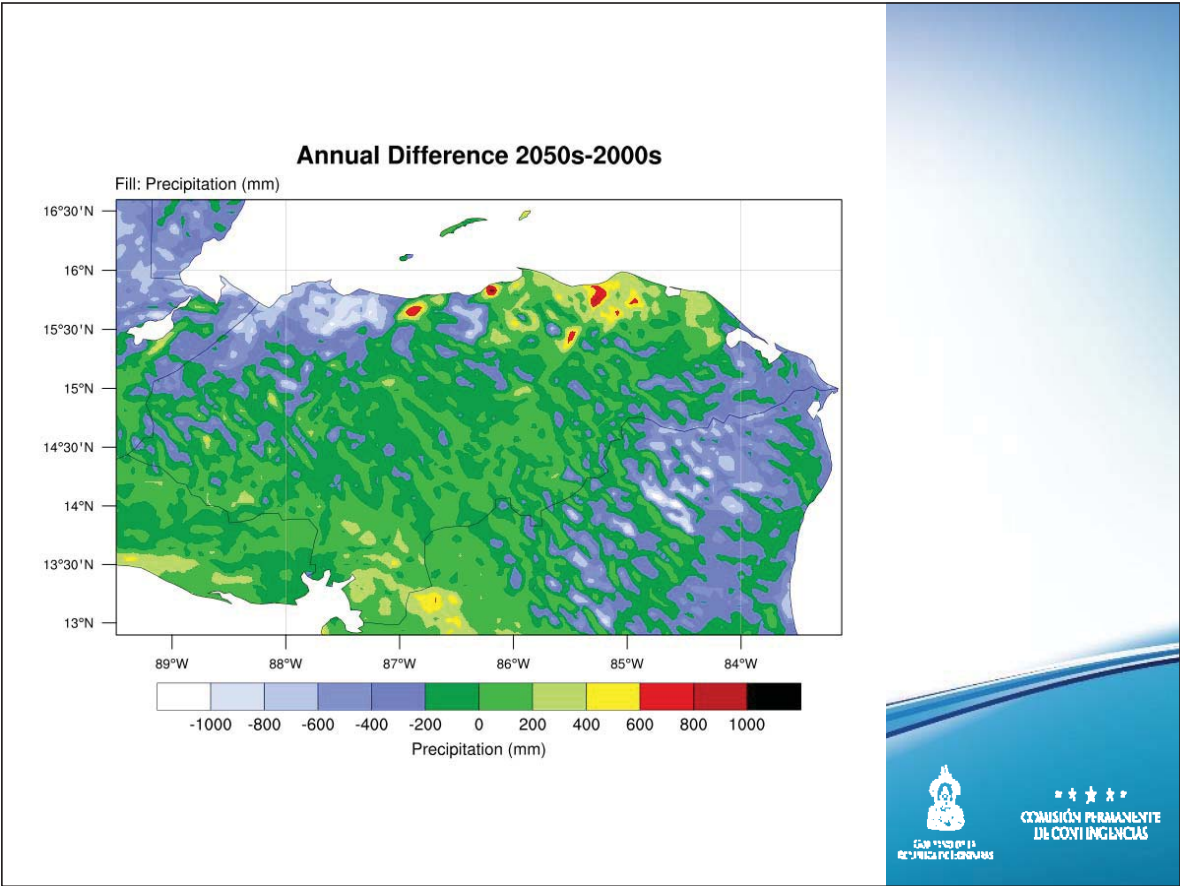 Annual Difference 2050s-2000s
Fill: Precipitation (mm)
16°30'N
16°N
15°30'N
15°N
14°30'N
14°N
13°30'N
13°N
89°W 88°W 87°W 86°W 85°W 84°W
-1000 -800 -600 -400 -200 0 200 400 600 800 1000
Precipitation (mm)
COMISIÓN PERMANENTE
DE CONTINGENCIAS